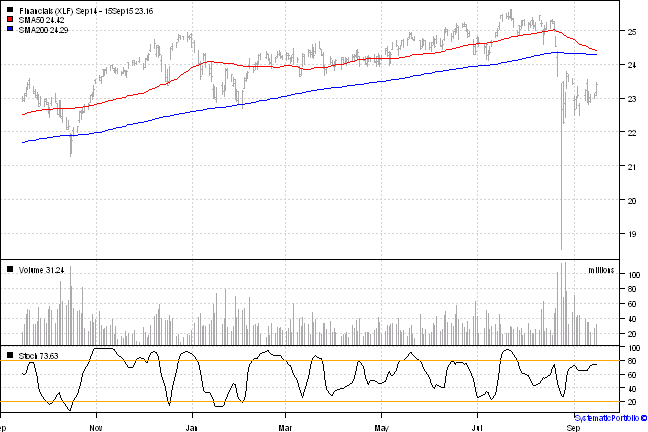 Financials (XLF) Sep14 - 15Sep15 23.16
SMA50 24.42
SMA200 24.29
25
24
23
22
21
20
19
Volume 31.24
millions
100
80
60
40
20
Stoch 73.63
100
80
60
40
20
ep
Nov
Jan
Mar
May
Jul
Sep
SystematicPortfolio ©